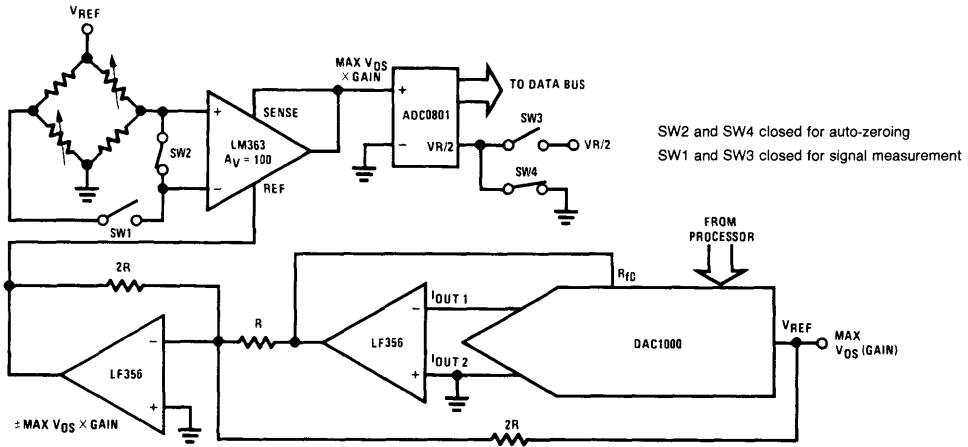 VREF
MAX VOS
× GAIN
+
SENSE
LM363
AV = 100
REF
−
SW2
SW1
+
ADC0801
−
VR/2
TO DATA BUS
SW3
VR/2
SW4
SW2 and SW4 closed for auto-zeroing
SW1 and SW3 closed for signal measurement
FROM
PROCESSOR
2R
R
RfD
IOUT 1
−
LF356
+
IOUT 2
DAC1000
VREF
MAX
VOS (GAIN)
−
LF356
+
± MAX VOS × GAIN
2R